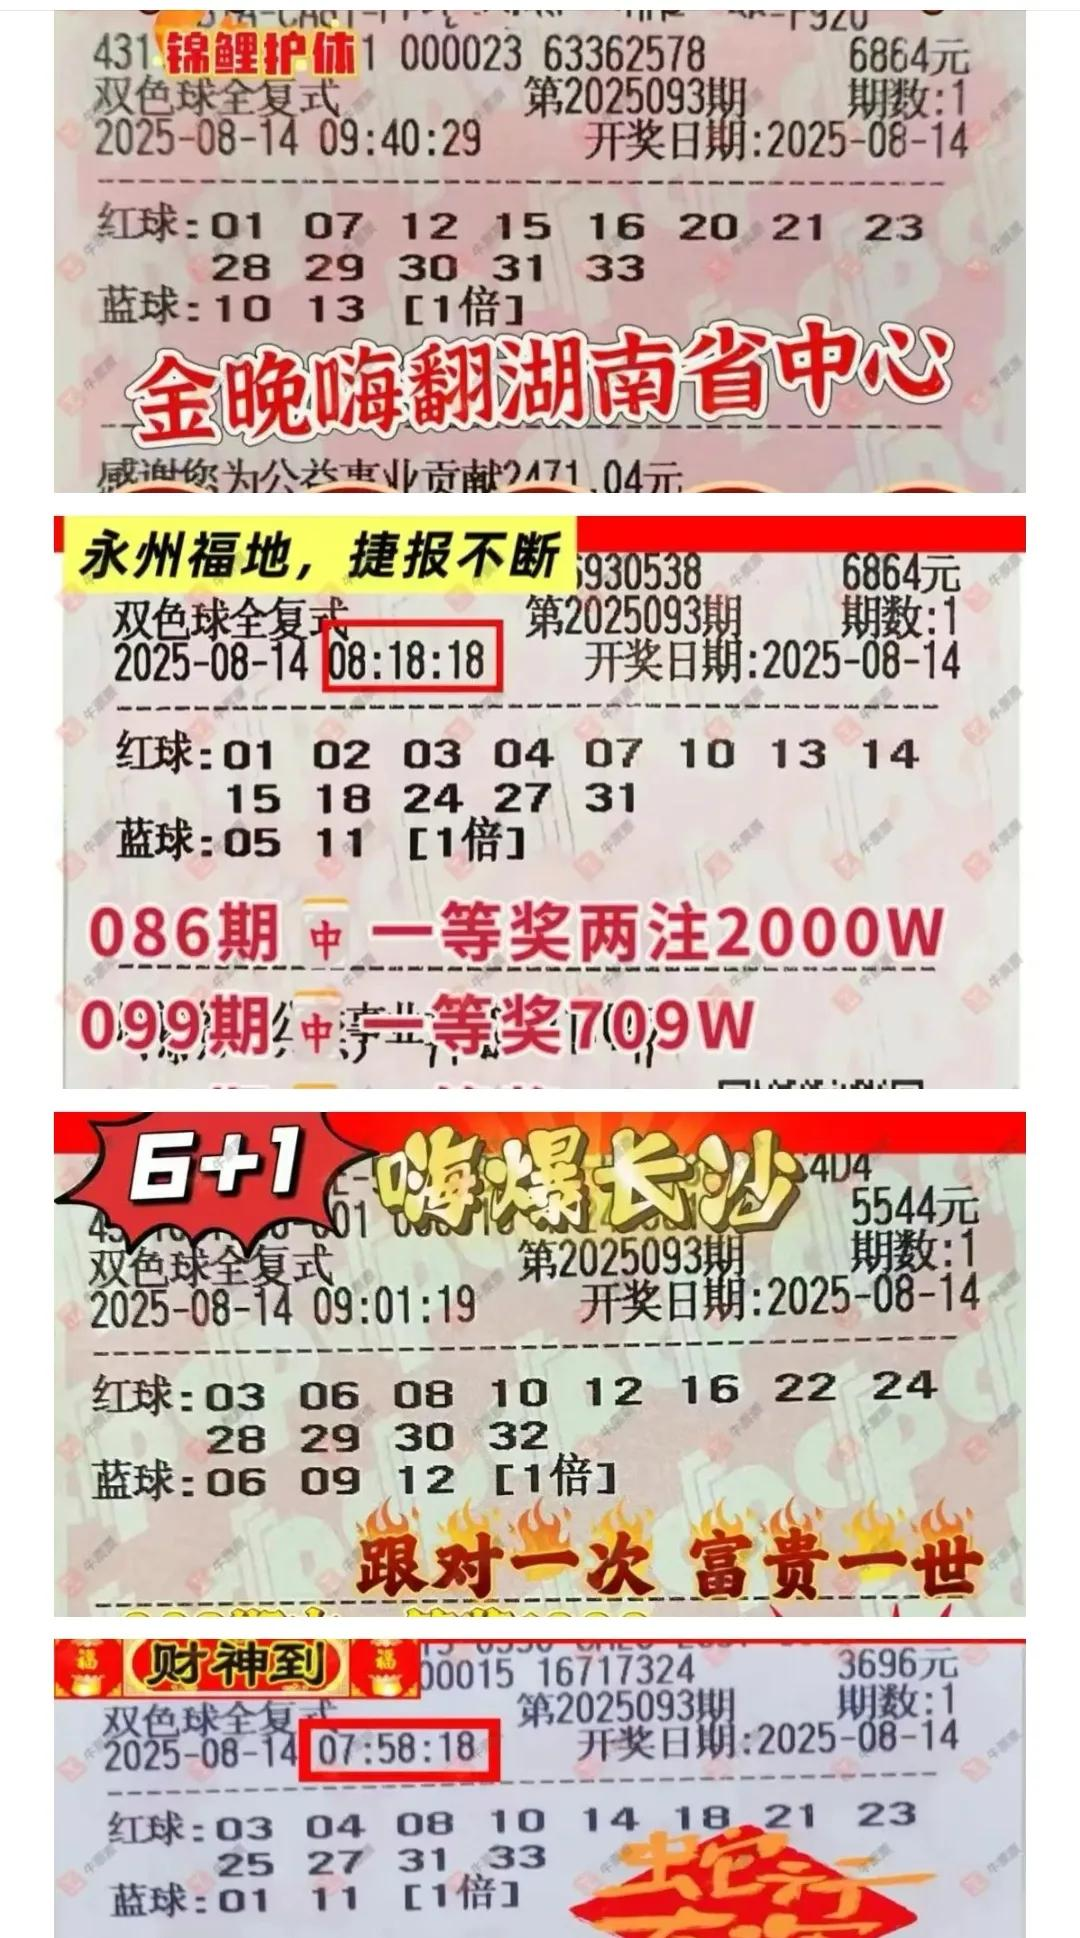 锦鲤护体
431 1 000023 63362578 6864元
双色球全复式 第2025093期 期数:1
2025-08-14 09:40:29 开奖日期:2025-08-14
红球:01 07 12 15 16 20 21 23
28 29 30 31 33
蓝球:10 13 [1倍]
金晚嗨翻湖南省中心
感谢您为公益事业贡献2471.04元
永州福地，捷报不断
6930538 6864元
双色球全复式 第2025093期 期数:1
2025-08-14 08:18:18 开奖日期:2025-08-14
红球:01 02 03 04 07 10 13 14
15 18 24 27 31
蓝球:05 11 [1倍]
086期 中 一等奖两注2000W
099期 中 一等奖709W
6+1 嗨爆长沙
4D4
5544元
双色球全复式 第2025093期 期数:1
2025-08-14 09:01:19 开奖日期:2025-08-14
红球:03 06 08 10 12 16 22 24
28 29 30 32
蓝球:06 09 12 [1倍]
跟对一次 富贵一世
财神到
00015 16717324 3696元
双色球全复式 第2025093期 期数:1
2025-08-14 07:58:18 开奖日期:2025-08-14
红球:03 04 08 10 14 18 21 23
25 27 31 33
蓝球:01 11 [1倍]
蛇行